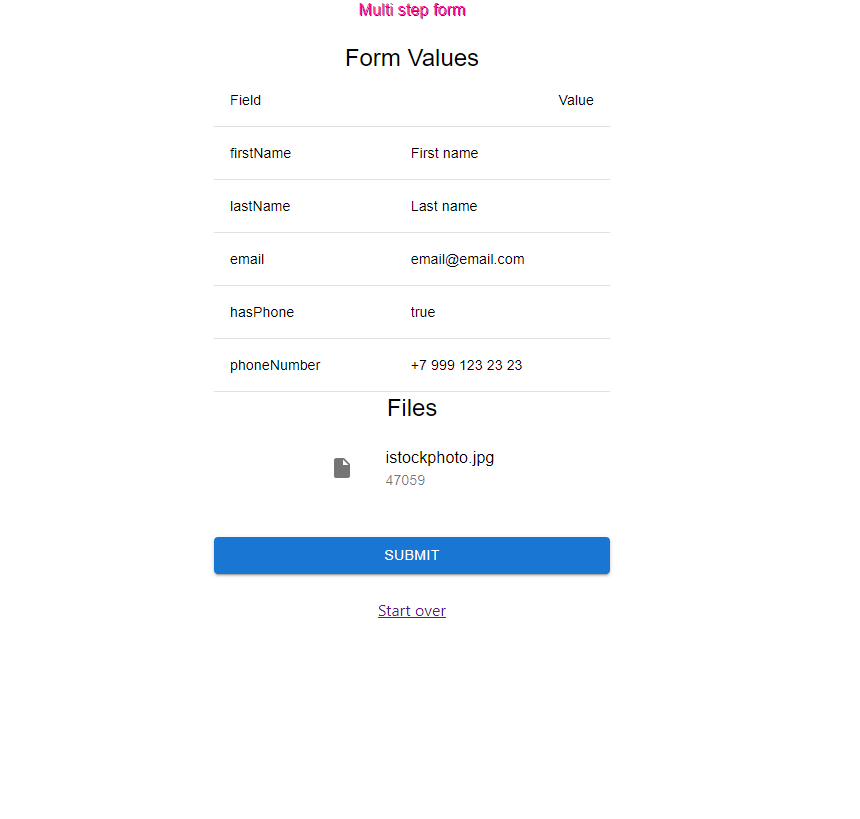 Multi step form
Form Values
Field Value
firstName First name
lastName Last name
email email@email.com
hasPhone true
phoneNumber +7 999 123 23 23
Files
istockphoto.jpg
47059
SUBMIT
Start over